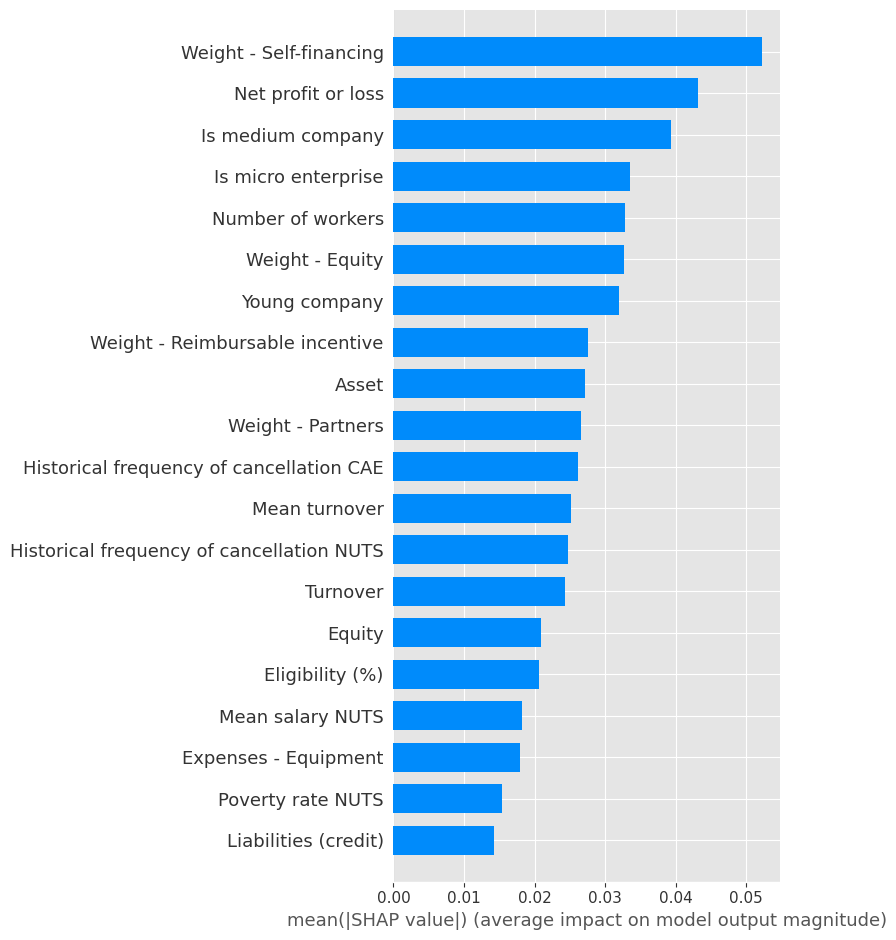 Weight - Self-financing
Net profit or loss
Is medium company
Is micro enterprise
Number of workers
Weight - Equity
Young company
Weight - Reimbursable incentive
Asset
Weight - Partners
Historical frequency of cancellation CAE
Mean turnover
Historical frequency of cancellation NUTS
Turnover
Equity
Eligibility (%)
Mean salary NUTS
Expenses - Equipment
Poverty rate NUTS
Liabilities (credit)
0.00 0.01 0.02 0.03 0.04 0.05
mean(|SHAP value|) (average impact on model output magnitude)